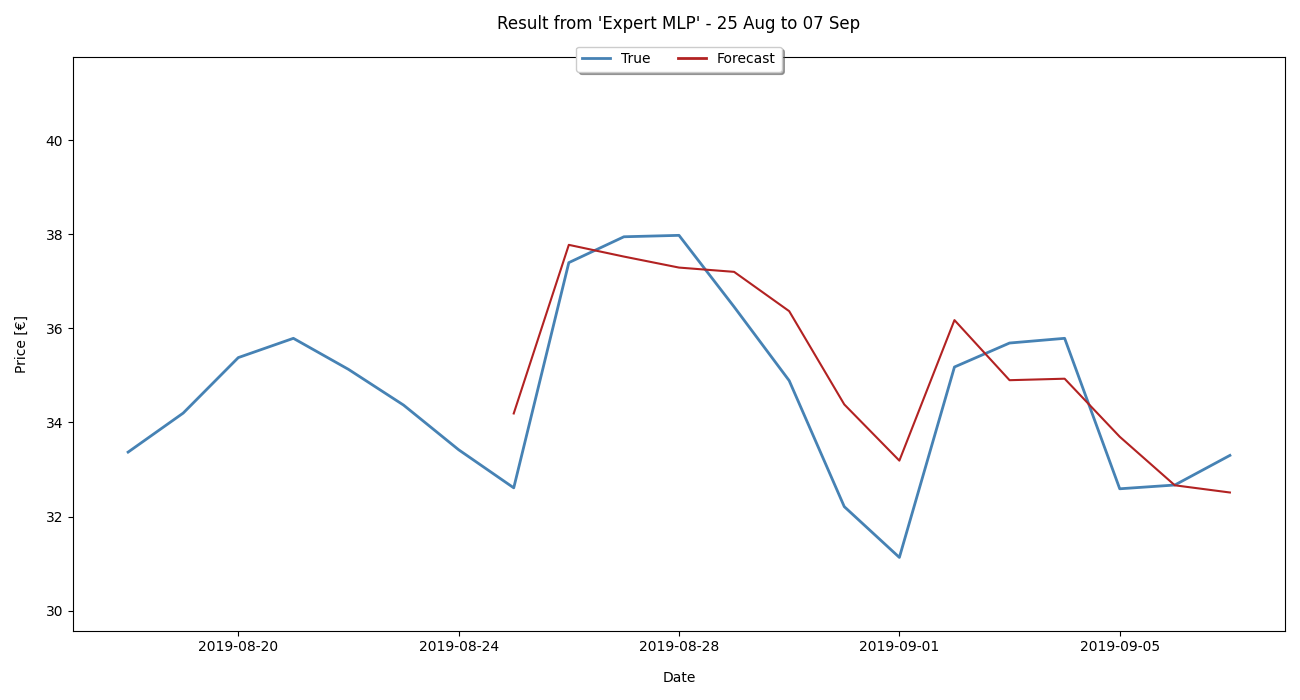 Result from 'Expert MLP' - 25 Aug to 07 Sep
True Forecast
Price [€]
40
38
36
34
32
30
2019-08-20 2019-08-24 2019-08-28 2019-09-01 2019-09-05
Date